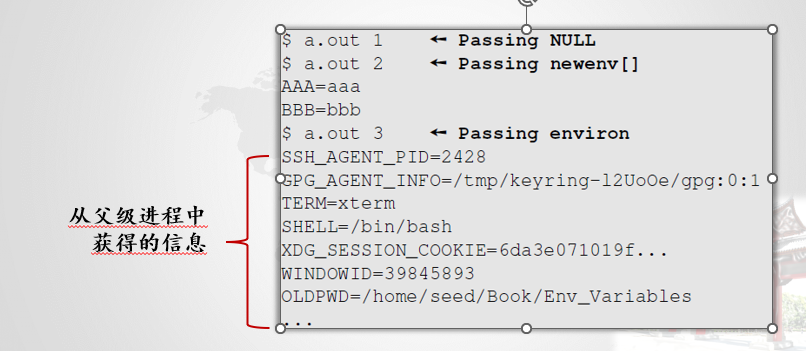 $ a.out 1 ← Passing NULL
$ a.out 2 ← Passing newenv[]
AAA=aaa
BBB=bbb
$ a.out 3 ← Passing environ
SSH_AGENT_PID=2428
GPG_AGENT_INFO=/tmp/keyring-l2UoOe/gpg:0:1
TERM=xterm
SHELL=/bin/bash
XDG_SESSION_COOKIE=6da3e071019f...
WINDOWID=39845893
OLDPWD=/home/seed/Book/Env_Variables
...
从父级进程中
获得的信息